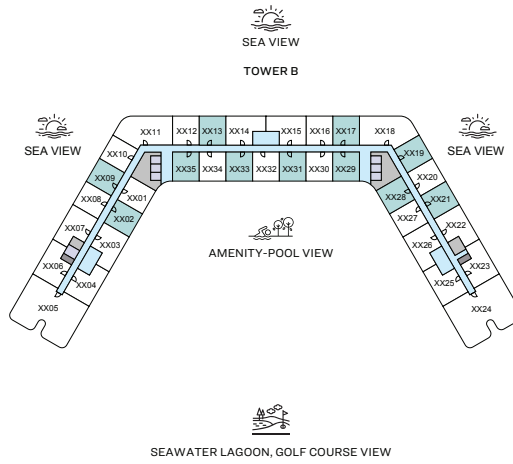 SEA VIEW
TOWER B
SEA VIEW
SEA VIEW
XX11
XX12
XX13
XX14
XX15
XX16
XX17
XX18
XX10
XX19
XX09
XX35
XX34
XX33
XX32
XX31
XX30
XX29
XX20
XX08
XX01
XX28
XX21
XX02
XX27
XX07
XX22
XX03
AMENITY-POOL VIEW
XX26
XX06
XX23
XX04
XX25
XX05
XX24
SEAWATER LAGOON, GOLF COURSE VIEW